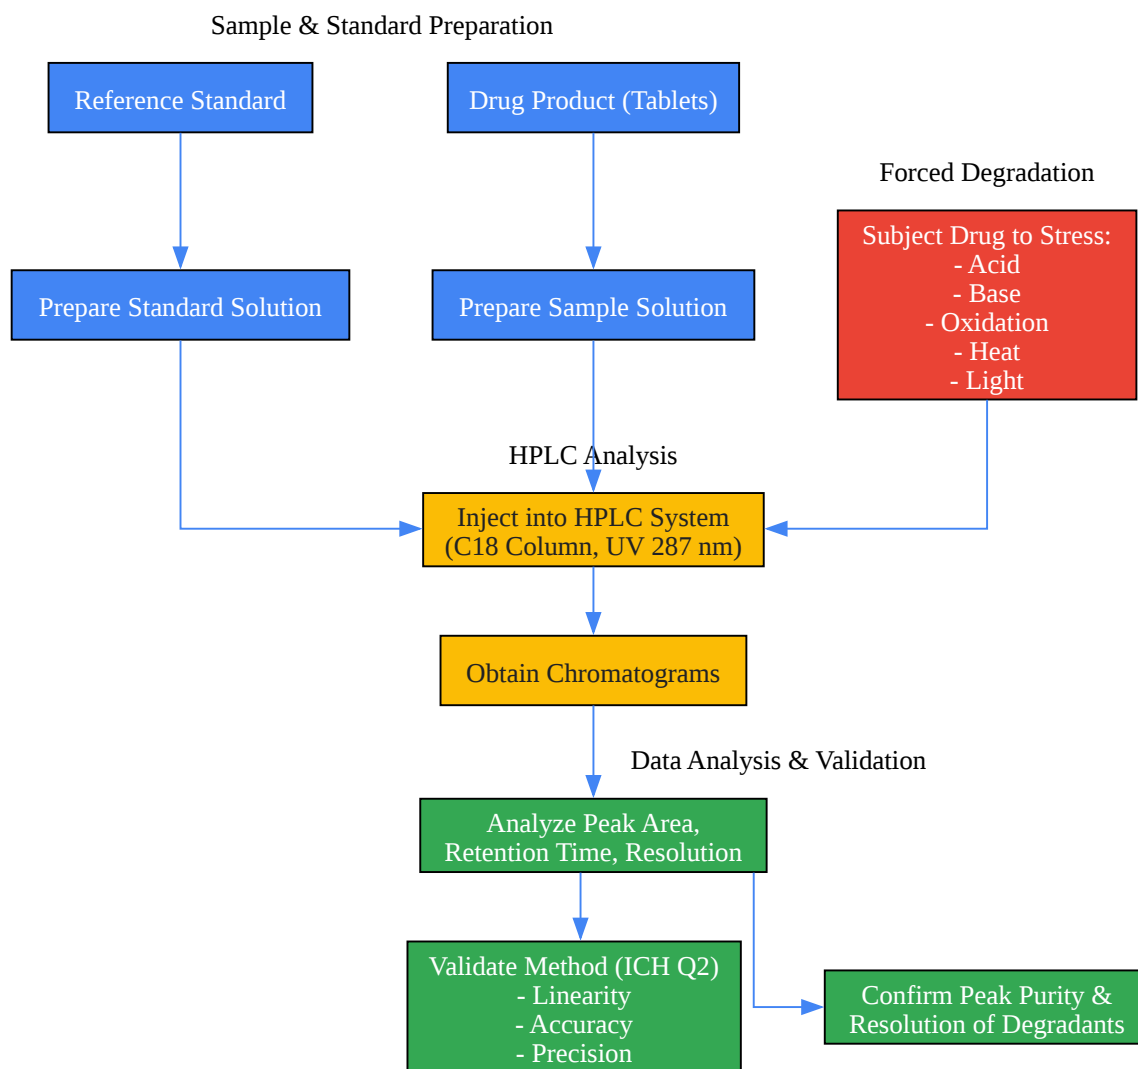 Sample & Standard Preparation
Reference Standard
Drug Product (Tablets)
Forced Degradation
Subject Drug to Stress:
- Acid
- Base
- Oxidation
- Heat
- Light
Prepare Standard Solution
Prepare Sample Solution
HPLC Analysis
Inject into HPLC System
(C18 Column, UV 287 nm)
Obtain Chromatograms
Data Analysis & Validation
Analyze Peak Area,
Retention Time, Resolution
Validate Method (ICH Q2)
- Linearity
- Accuracy
- Precision
Confirm Peak Purity &
Resolution of Degradants